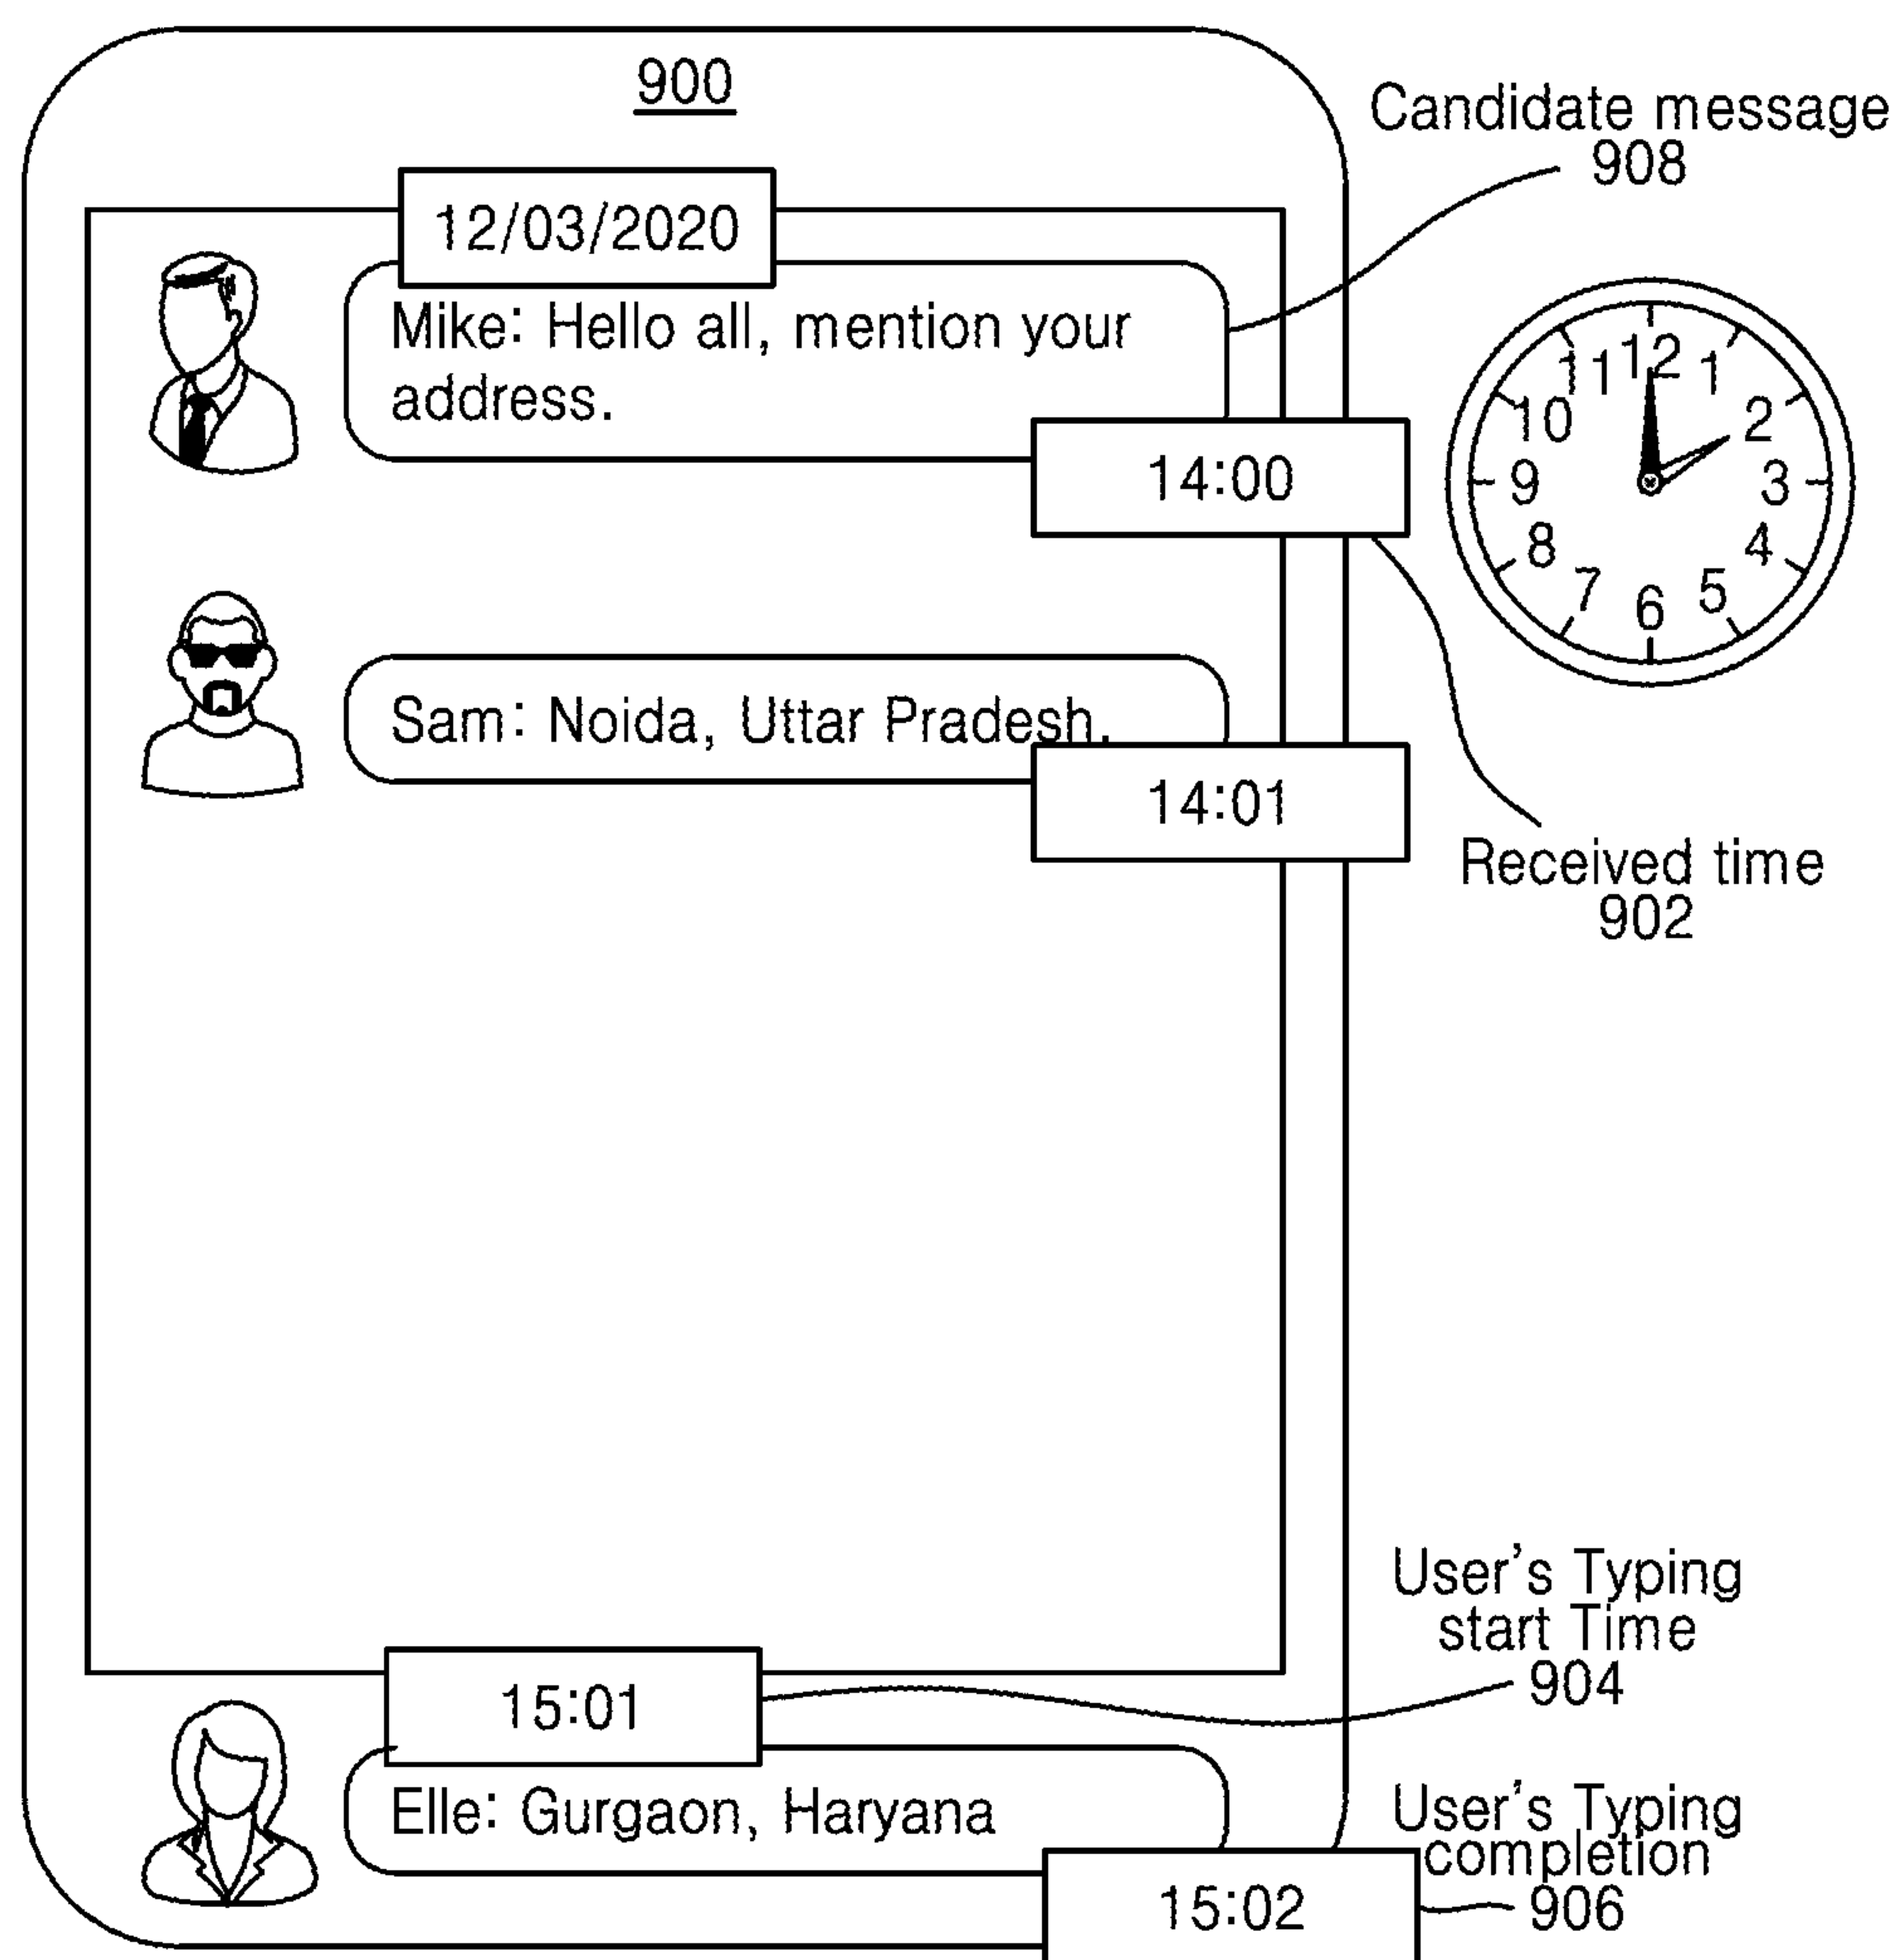 900
Candidate message
908
12/03/2020
Mike: Hello all, mention your
address.
14:00
12
1
2
3
4
5
6
7
8
9
10
11
Sam: Noida, Uttar Pradesh.
14:01
Received time
902
User's Typing
start Time
904
15:01
Elle: Gurgaon, Haryana
User's Typing
completion
906
15:02